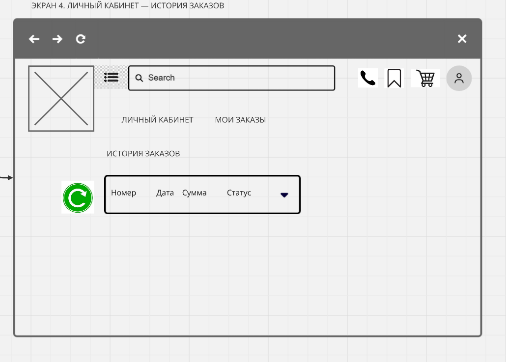 ЭКРАН 4. ЛИЧНЫЙ КАБИНЕТ — ИСТОРИЯ ЗАКАЗОВ
Search
ЛИЧНЫЙ КАБИНЕТ МОИ ЗАКАЗЫ
ИСТОРИЯ ЗАКАЗОВ
Номер Дата Сумма Статус